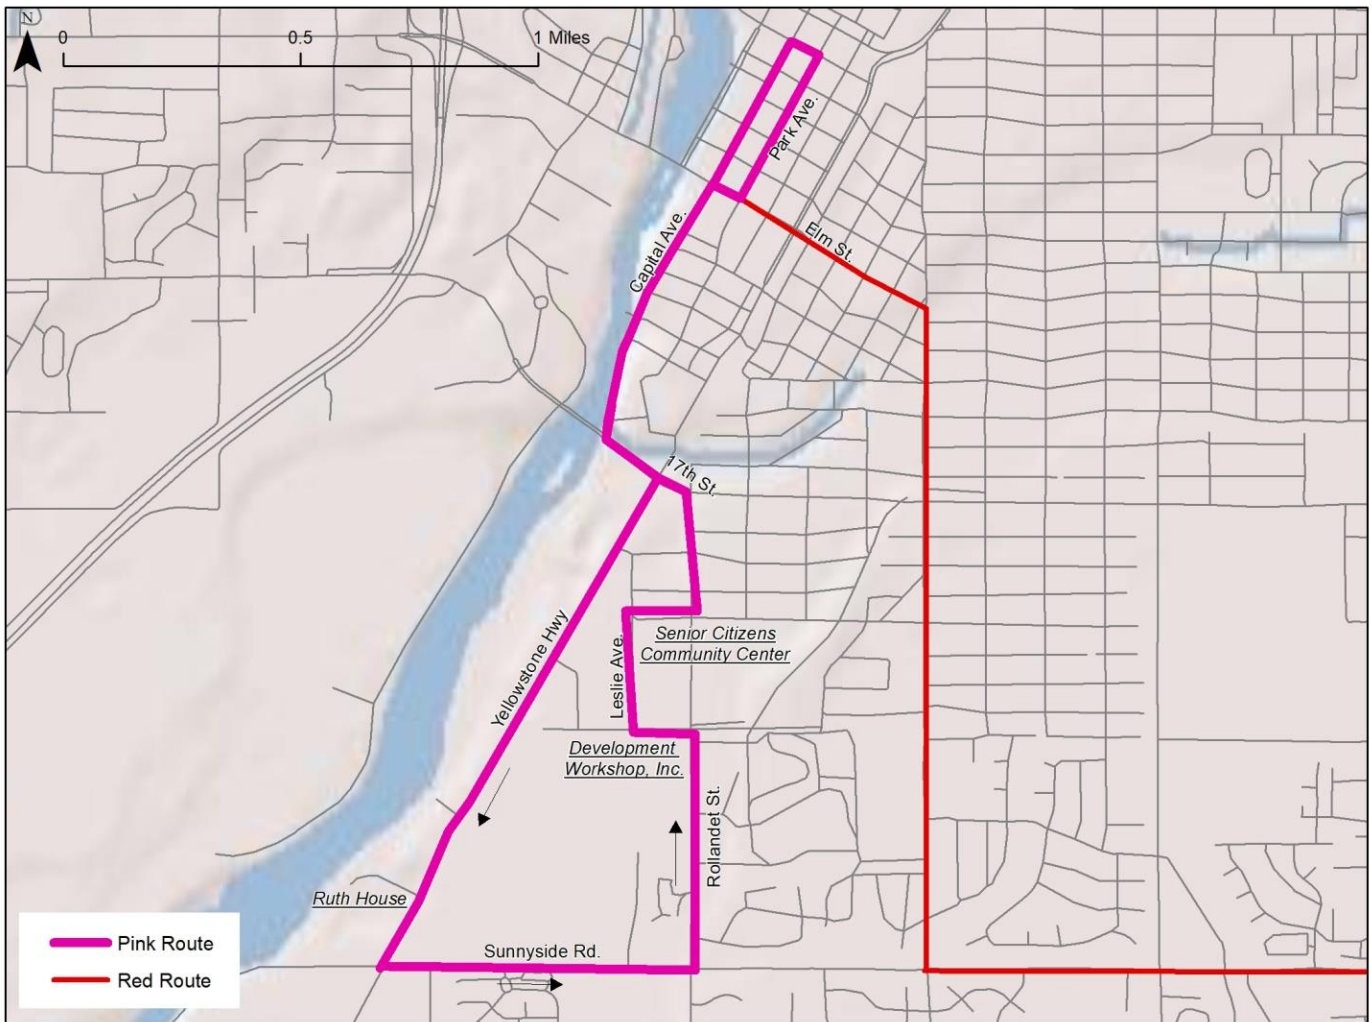 N
0 0.5 1 Miles
Park Ave.
Capital Ave.
Elm St.
17th St.
Yellowstone Hwy
Leslie Ave.
Senior Citizens
Community Center
Development
Workshop, Inc.
Rollandet St.
Ruth House
Sunnyside Rd.
Pink Route
Red Route